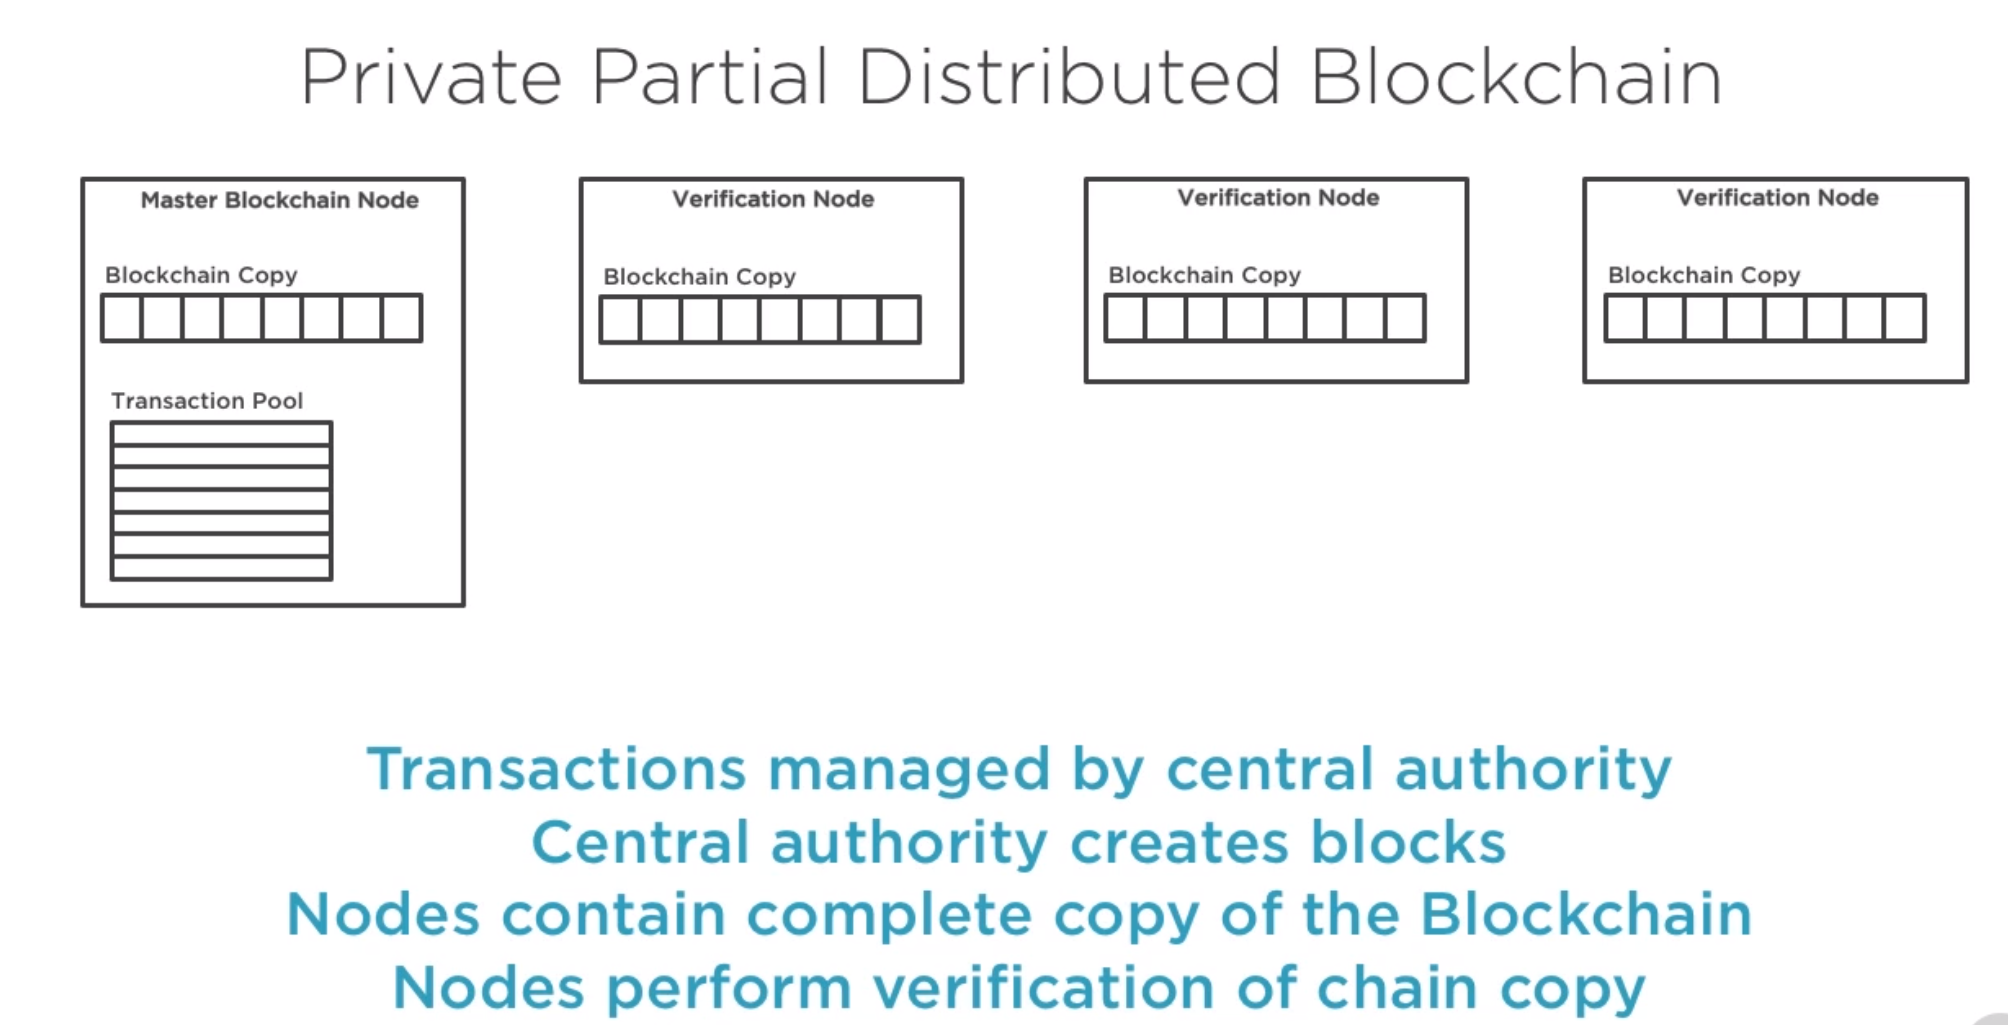 Private Partial Distributed Blockchain
Master Blockchain Node
Blockchain Copy
Transaction Pool
Verification Node
Blockchain Copy
Verification Node
Blockchain Copy
Verification Node
Blockchain Copy
Transactions managed by central authority
Central authority creates blocks
Nodes contain complete copy of the Blockchain
Nodes perform verification of chain copy